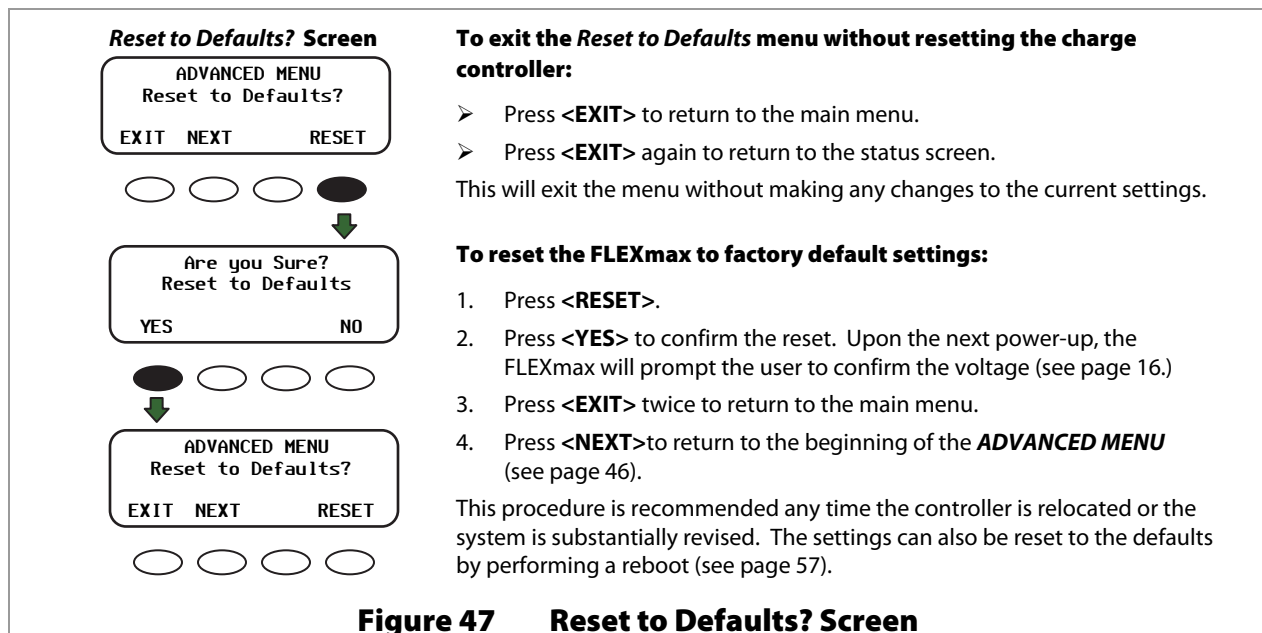 Reset to Defaults? Screen
ADVANCED MENU
Reset to Defaults?
EXIT NEXT RESET
Are you Sure?
Reset to Defaults
YES NO
ADVANCED MENU
Reset to Defaults?
EXIT NEXT RESET
To exit the Reset to Defaults menu without resetting the charge
controller:
➢ Press <EXIT> to return to the main menu.
➢ Press <EXIT> again to return to the status screen.
This will exit the menu without making any changes to the current settings.
To reset the FLEXmax to factory default settings:
1. Press <RESET>.
2. Press <YES> to confirm the reset. Upon the next power-up, the
FLEXmax will prompt the user to confirm the voltage (see page 16.)
3. Press <EXIT> twice to return to the main menu.
4. Press <NEXT>to return to the beginning of the ADVANCED MENU
(see page 46).
This procedure is recommended any time the controller is relocated or the
system is substantially revised. The settings can also be reset to the defaults
by performing a reboot (see page 57).
Figure 47 Reset to Defaults? Screen